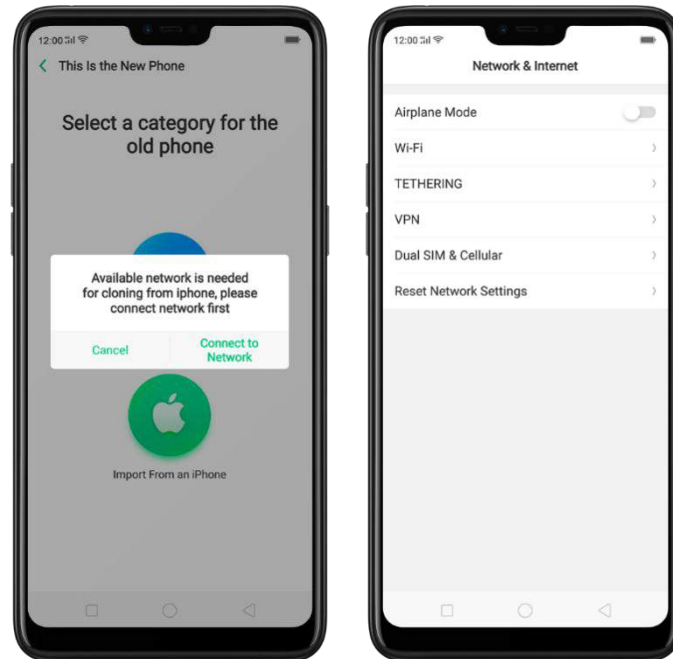 12:00
This Is the New Phone
Select a category for the
old phone
Available network is needed
for cloning from iphone, please
connect network first
Cancel
Connect to
Network
Import From an iPhone
12:00
Network & Internet
Airplane Mode
Wi-Fi
TETHERING
VPN
Dual SIM & Cellular
Reset Network Settings